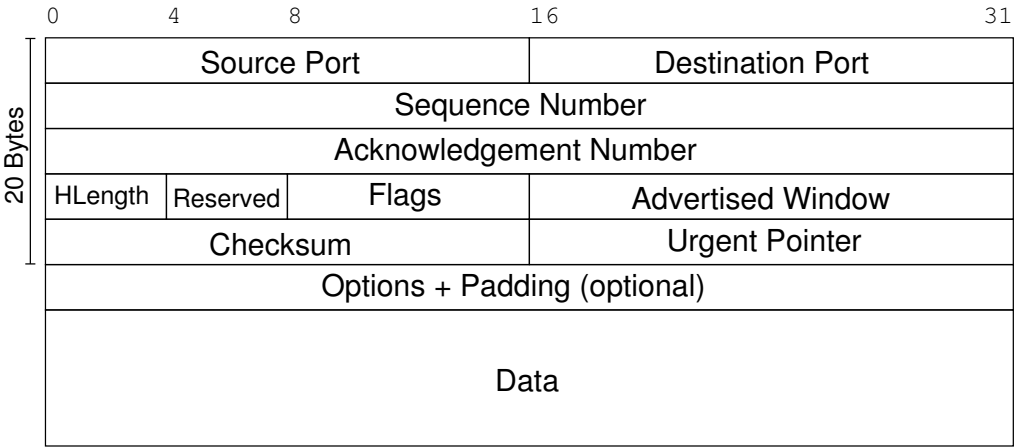 0 4 8 16 31
Source Port Destination Port
Sequence Number
Acknowledgement Number
HLength Reserved Flags Advertised Window
Checksum Urgent Pointer
Options + Padding (optional)
Data
20 Bytes